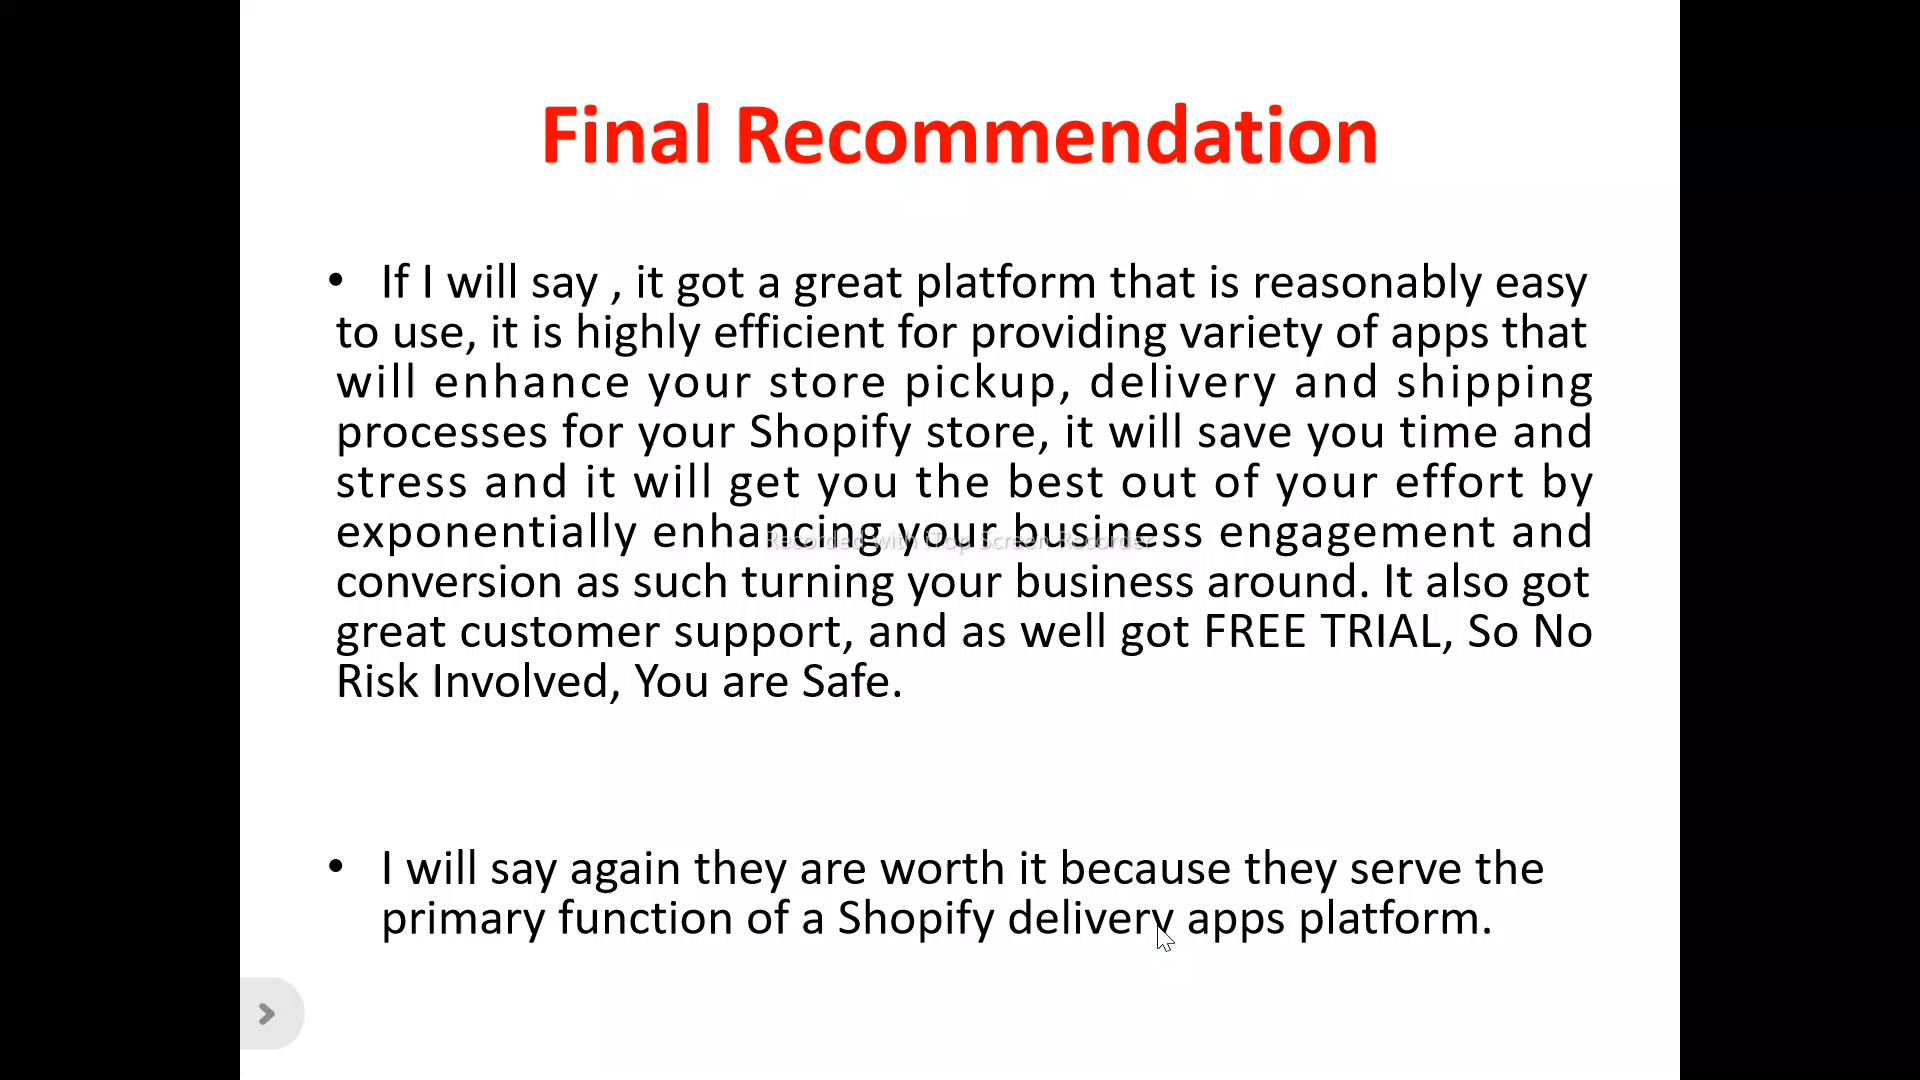 Final Recommendation
• If I will say , it got a great platform that is reasonably easy
to use, it is highly efficient for providing variety of apps that
will enhance your store pickup, delivery and shipping
processes for your Shopify store, it will save you time and
stress and it will get you the best out of your effort by
exponentially enhancing your business engagement and
Recorded with iTop Screen Recorder
conversion as such turning your business around. It also got
great customer support, and as well got FREE TRIAL, So No
Risk Involved, You are Safe.
• I will say again they are worth it because they serve the
primary function of a Shopify delivery apps platform.